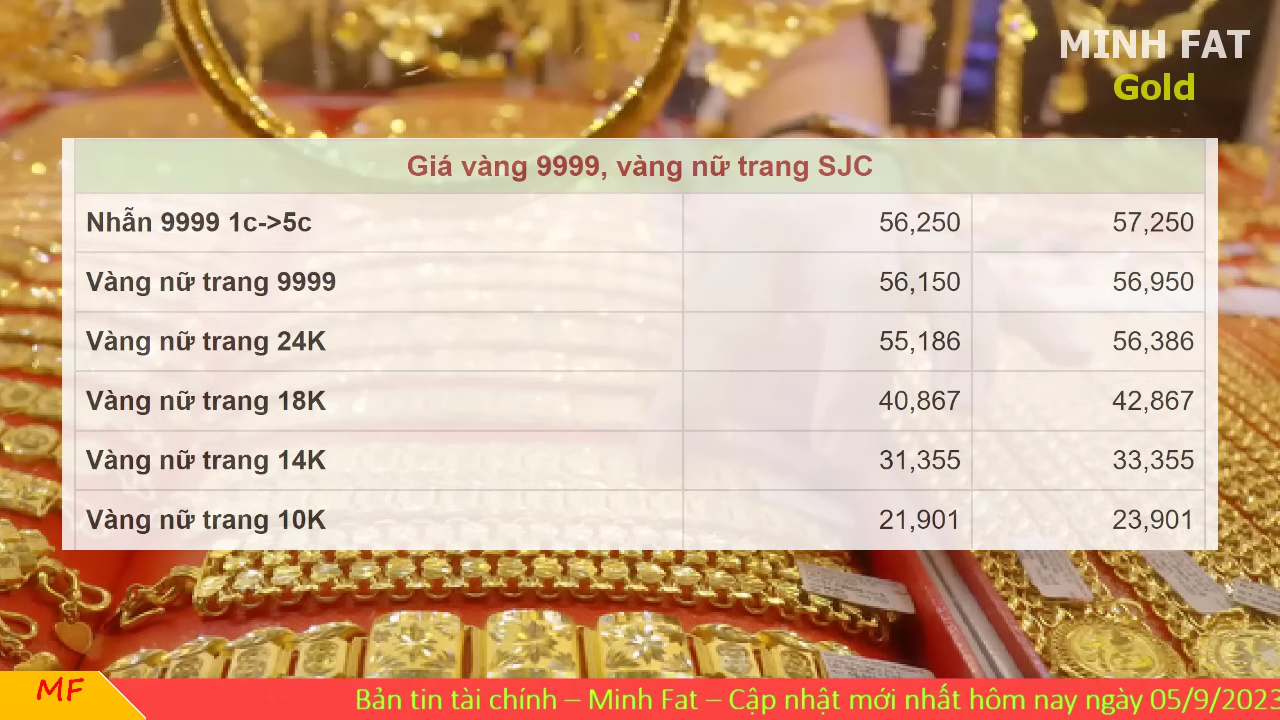 MINH FAT
Gold
Giá vàng 9999, vàng nữ trang SJC
Nhẫn 9999 1c->5c 56,250 57,250
Vàng nữ trang 9999 56,150 56,950
Vàng nữ trang 24K 55,186 56,386
Vàng nữ trang 18K 40,867 42,867
Vàng nữ trang 14K 31,355 33,355
Vàng nữ trang 10K 21,901 23,901
MF
Bản tin tài chính – Minh Fat – Cập nhật mới nhất hôm nay ngày 05/9/2023